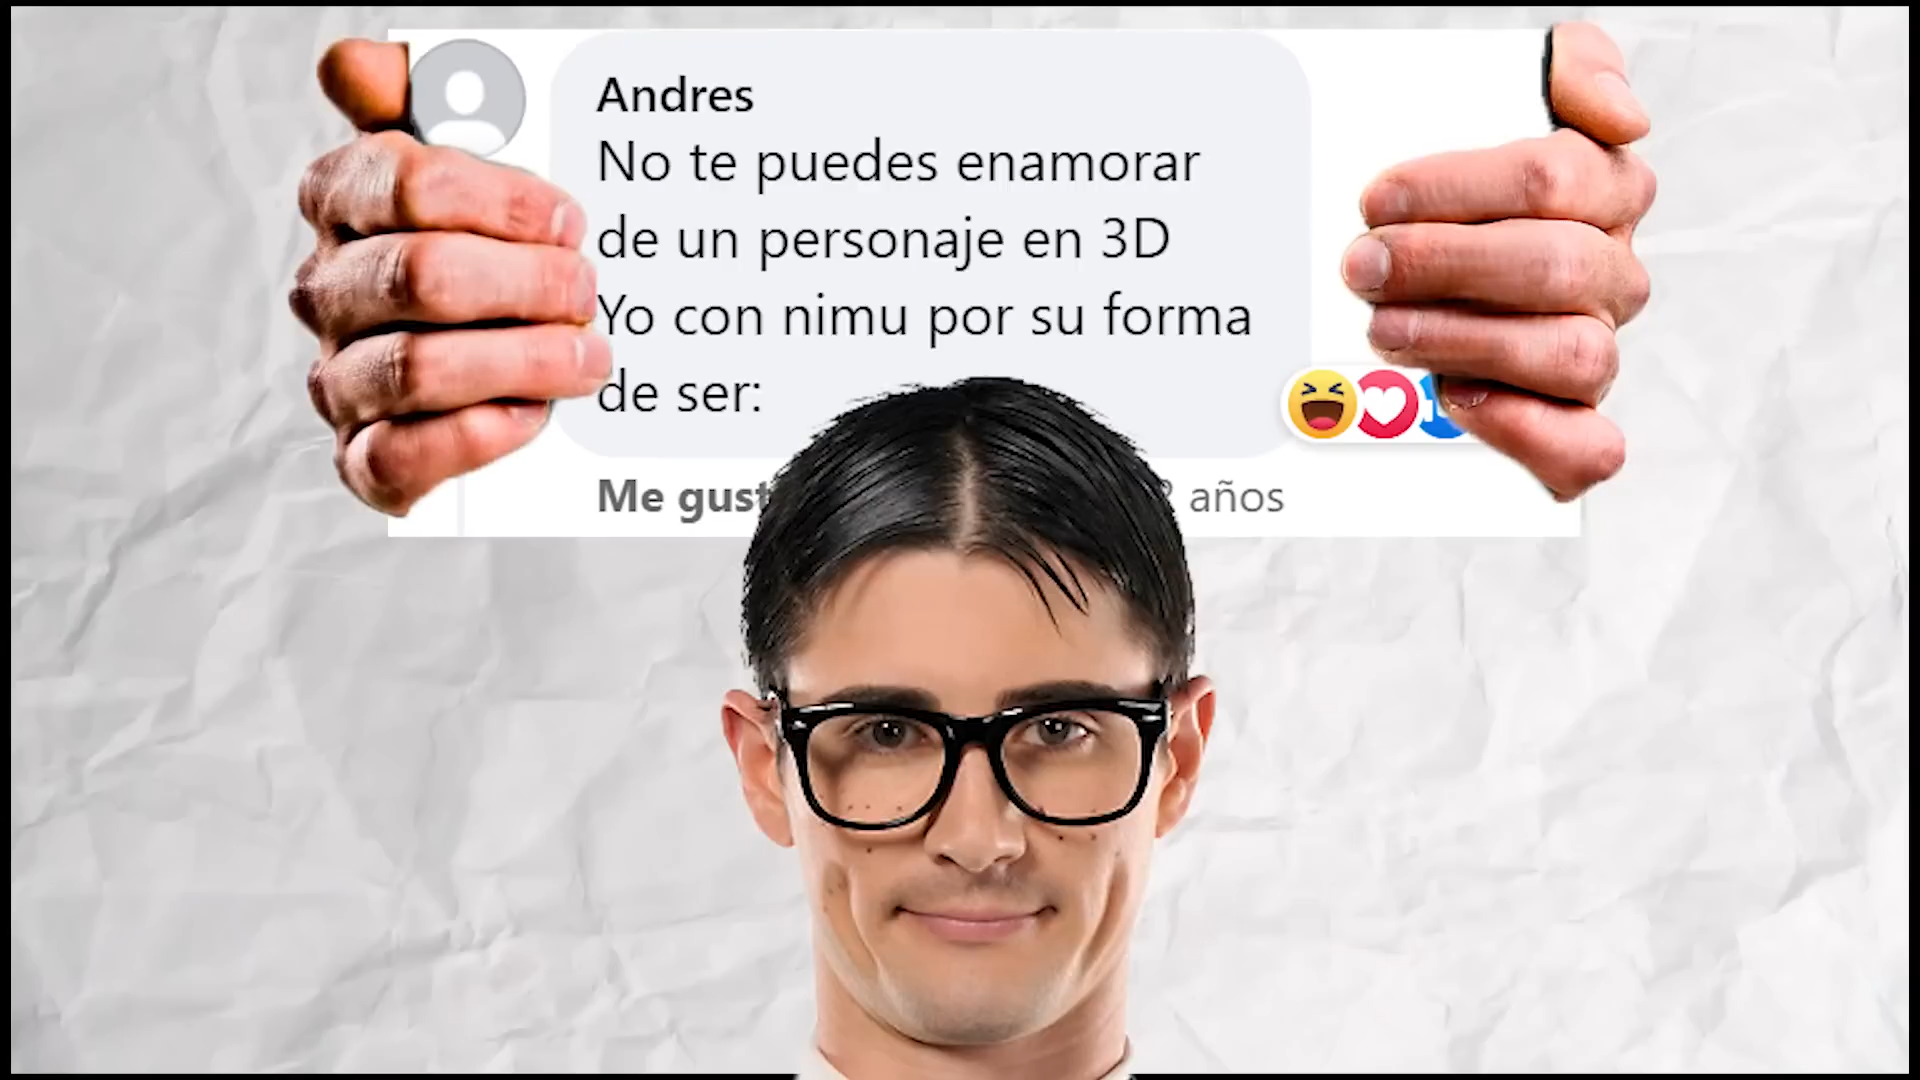 Andres
No te puedes enamorar
de un personaje en 3D
Yo con nimu por su forma
de ser:
Me años